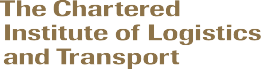 The Chartered
Institute of Logistics
and Transport